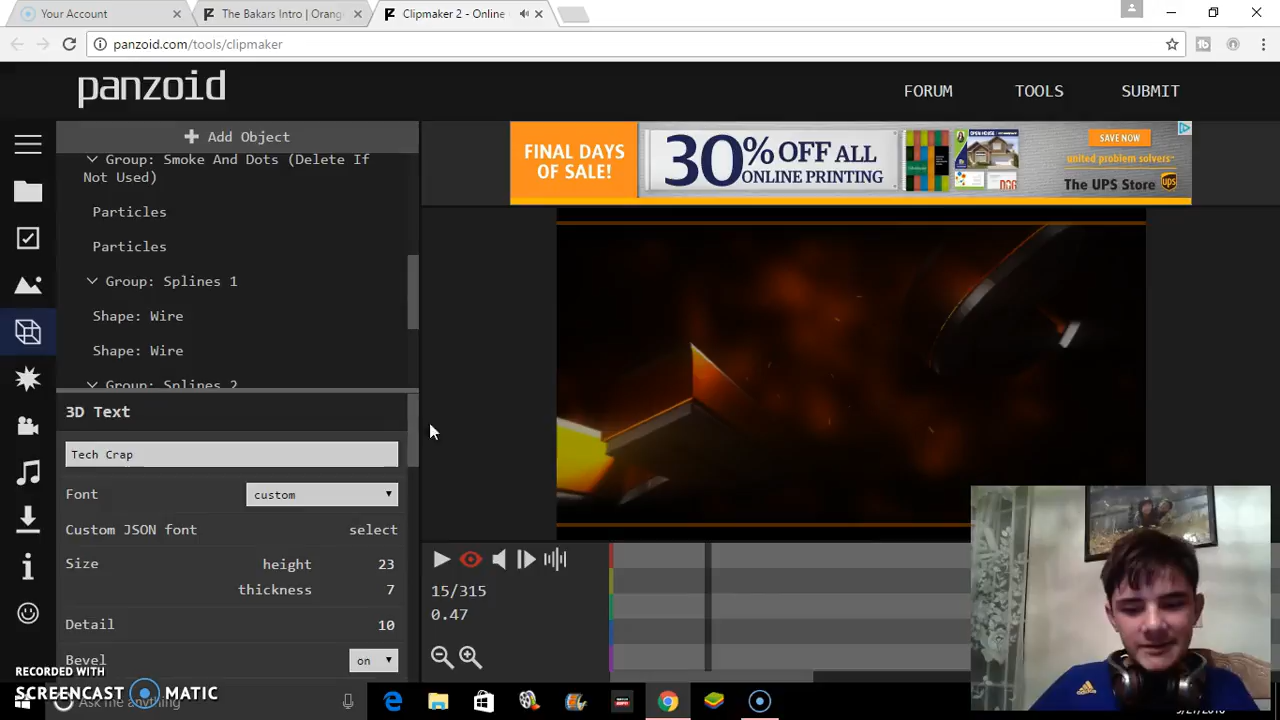 Your Account
The Bakars Intro | Orang
Clipmaker 2 - Online
panzoid.com/tools/clipmaker
panzoid
FORUM
TOOLS
SUBMIT
Add Object
Group: Smoke And Dots (Delete If
Not Used)
Particles
Particles
Group: Splines 1
Shape: Wire
Shape: Wire
Group: Splines 2
FINAL DAYS
OF SALE!
30% OFF ALL
ONLINE PRINTING
SAVE NOW
united problem solvers™
The UPS Store
ups
3D Text
Tech Crap
Font
custom
Custom JSON font
select
Size
height
23
thickness
7
Detail
10
Bevel
on
15/315
0.47
RECORDED WITH
SCREENCAST MATIC
Ask me anything